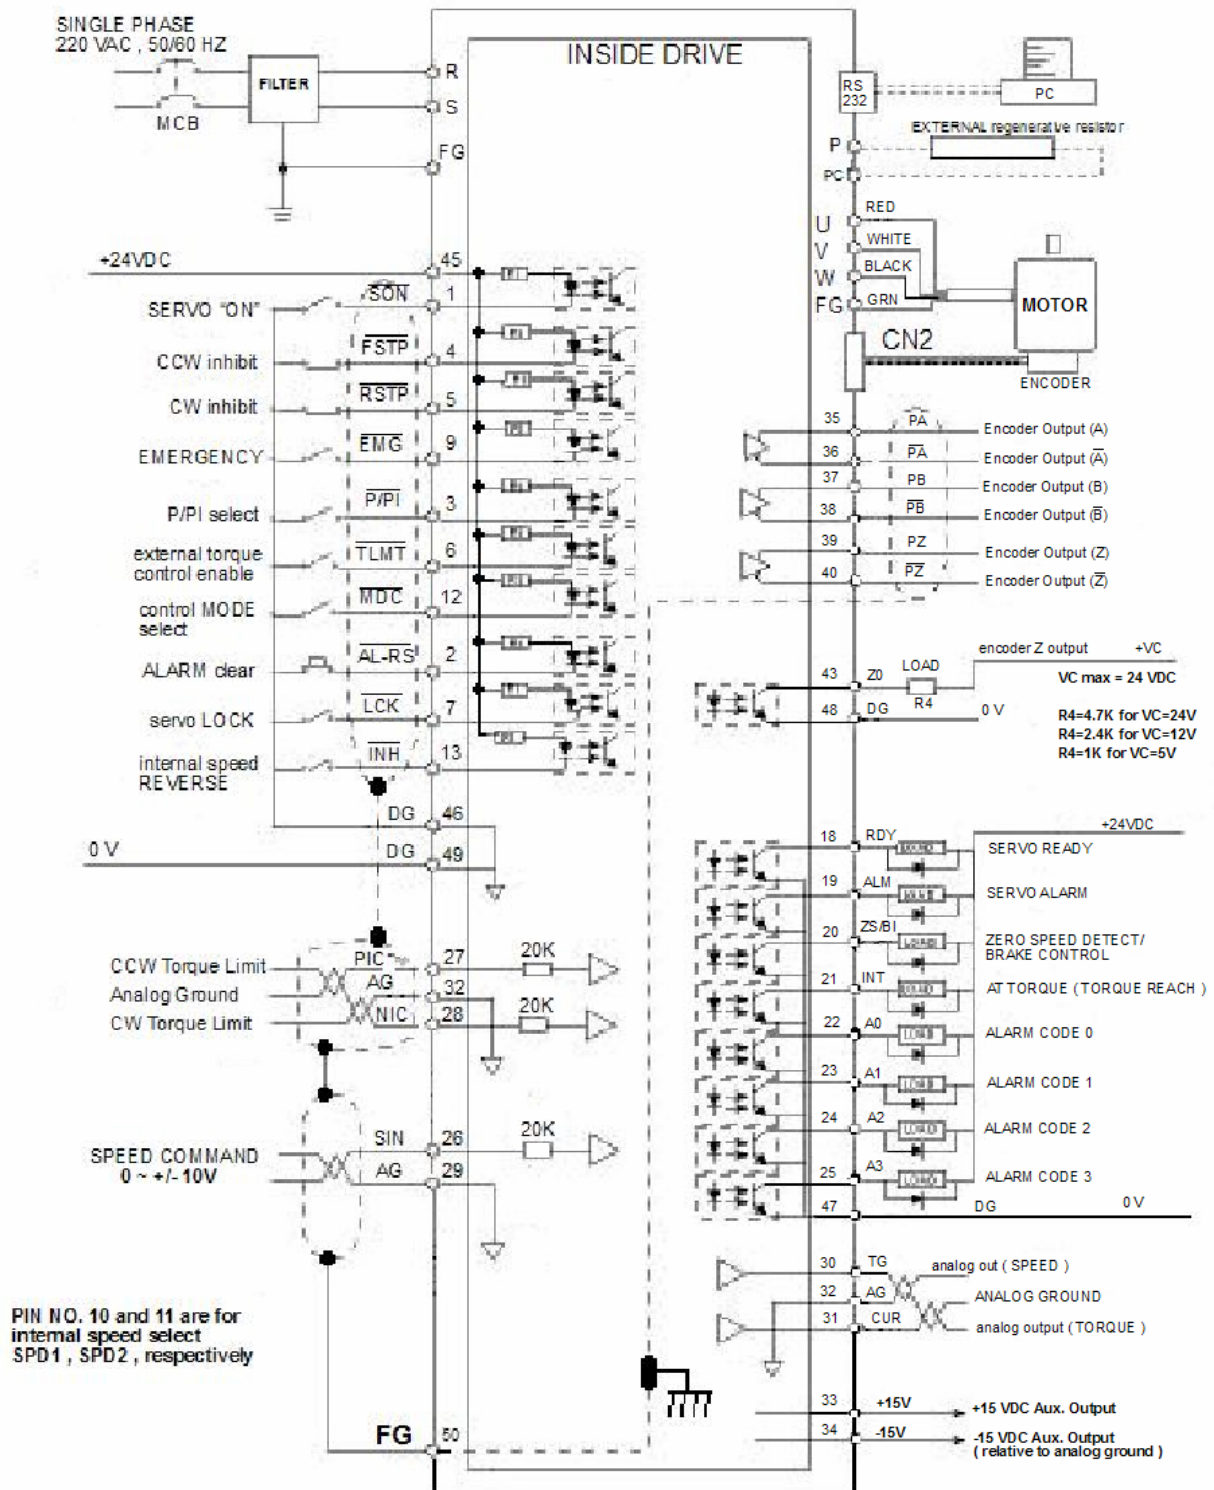 SINGLE PHASE
220 VAC , 50/60 HZ
MCB
FILTER
R
S
FG
INSIDE DRIVE
RS
232
PC
EXTERNAL regenerative resistor
P
PC
U RED
V WHITE
W BLACK
FG GRN
MOTOR
CN2
ENCODER
+24VDC 45
SERVO "ON" SON 1
CCW inhibit FSTP 4
CW inhibit RSTP 5
EMERGENCY EMG 9
P/PI select P/PI 3
external torque
control enable TLMT 6
control MODE
select MDC 12
ALARM clear AL-RS 2
servo LOCK LCK 7
internal speed
REVERSE INH 13
DG 46
0 V DG 49
35 PA Encoder Output (A)
36 P̅A̅ Encoder Output (A̅)
37 PB Encoder Output (B)
38 P̅B̅ Encoder Output (B̅)
39 PZ Encoder Output (Z)
40 P̅Z̅ Encoder Output (Z̅)
encoder Z output +VC
43 Z0 LOAD
R4
VC max = 24 VDC
48 DG 0 V
R4=4.7K for VC=24V
R4=2.4K for VC=12V
R4=1K for VC=5V
+24VDC
18 RDY SERVO READY
19 ALM SERVO ALARM
20 ZS/BI LOAD ZERO SPEED DETECT/
BRAKE CONTROL
21 INT AT TORQUE ( TORQUE REACH )
22 A0 LOAD ALARM CODE 0
23 A1 LOAD ALARM CODE 1
24 A2 LOAD ALARM CODE 2
25 A3 LOAD ALARM CODE 3
47 DG 0 V
CCW Torque Limit PIC 27 20K
Analog Ground AG 32
CW Torque Limit NIC 28 20K
SPEED COMMAND
0 ~ +/- 10V
SIN 26 20K
AG 29
30 TG analog out ( SPEED )
32 AG ANALOG GROUND
31 CUR analog output ( TORQUE )
PIN NO. 10 and 11 are for
internal speed select
SPD1 , SPD2 , respectively
33 +15V +15 VDC Aux. Output
34 -15V -15 VDC Aux. Output
( relative to analog ground )
FG 50